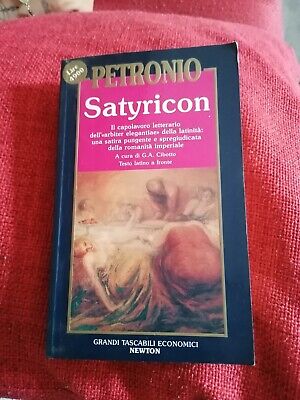 Lire
4900
PETRONIO
Satyricon
Il capolavoro letterario
dell'«arbiter elegantiae» della latinità:
una satira pungente e spregiudicata
della romanità imperiale
A cura di G.A. Cibotto
Testo latino a fronte
GRANDI TASCABILI ECONOMICI
NEWTON